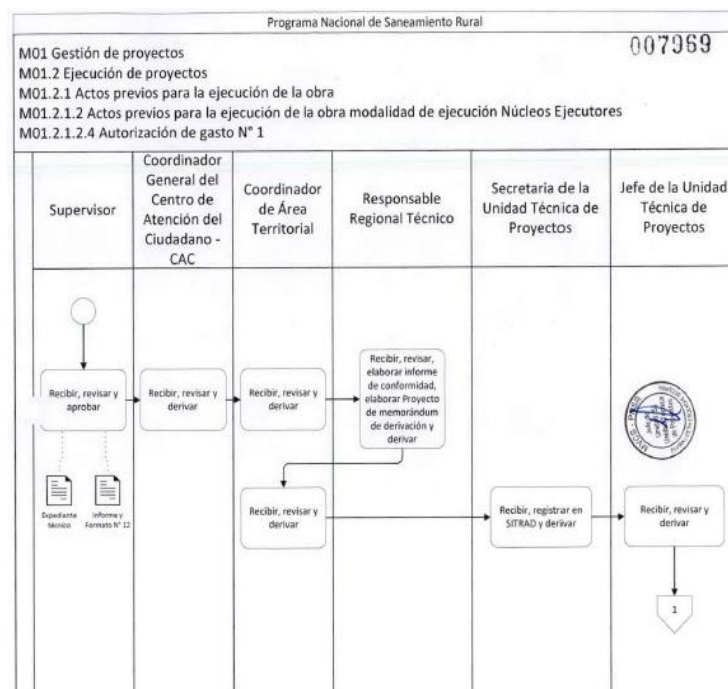 Programa Nacional de Saneamiento Rural
007969
M01 Gestión de proyectos
M01.2 Ejecución de proyectos
M01.2.1 Actos previos para la ejecución de la obra
M01.2.1.2 Actos previos para la ejecución de la obra modalidad de ejecución Núcleos Ejecutores
M01.2.1.2.4 Autorización de gasto N° 1
Supervisor
Coordinador
General del
Centro de
Atención del
Ciudadano -
CAC
Coordinador
de Área
Territorial
Responsable
Regional Técnico
Secretaria de la
Unidad Técnica de
Proyectos
Jefe de la Unidad
Técnica de
Proyectos
Recibir, revisar y
aprobar
Recibir, revisar y
derivar
Recibir, revisar y
derivar
Recibir, revisar,
elaborar informe
de conformidad,
elaborar Proyecto
de memorándum
de derivación y
derivar
Expediente
técnico
Informe y
Formato N° 12
Recibir, revisar y
derivar
Recibir, registrar en
SITRAD y derivar
Recibir, revisar y
derivar
1